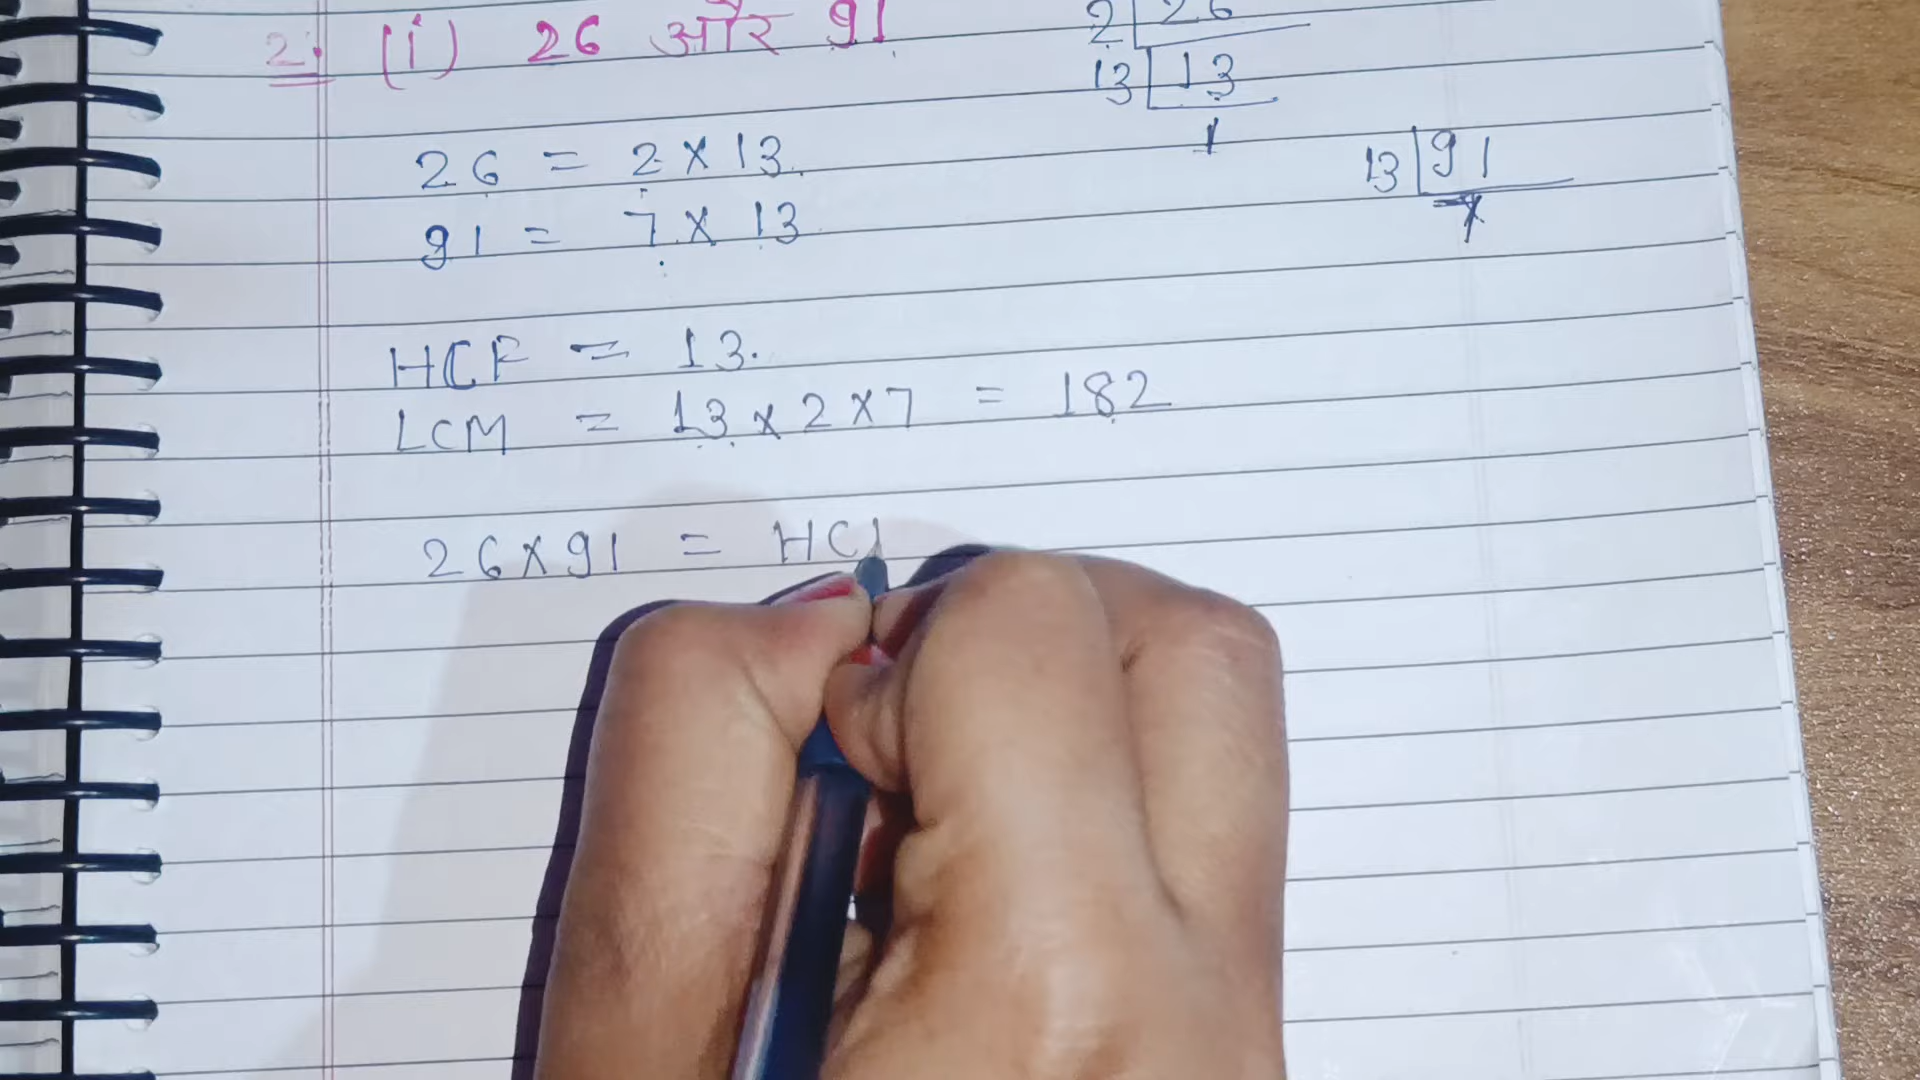 2. (i) 26 और 91
2 | 26
13 | 13
1
13 | 91
7
26 = 2 × 13
91 = 7 × 13
HCF = 13.
LCM = 13 × 2 × 7 = 182
26 × 91 = HC